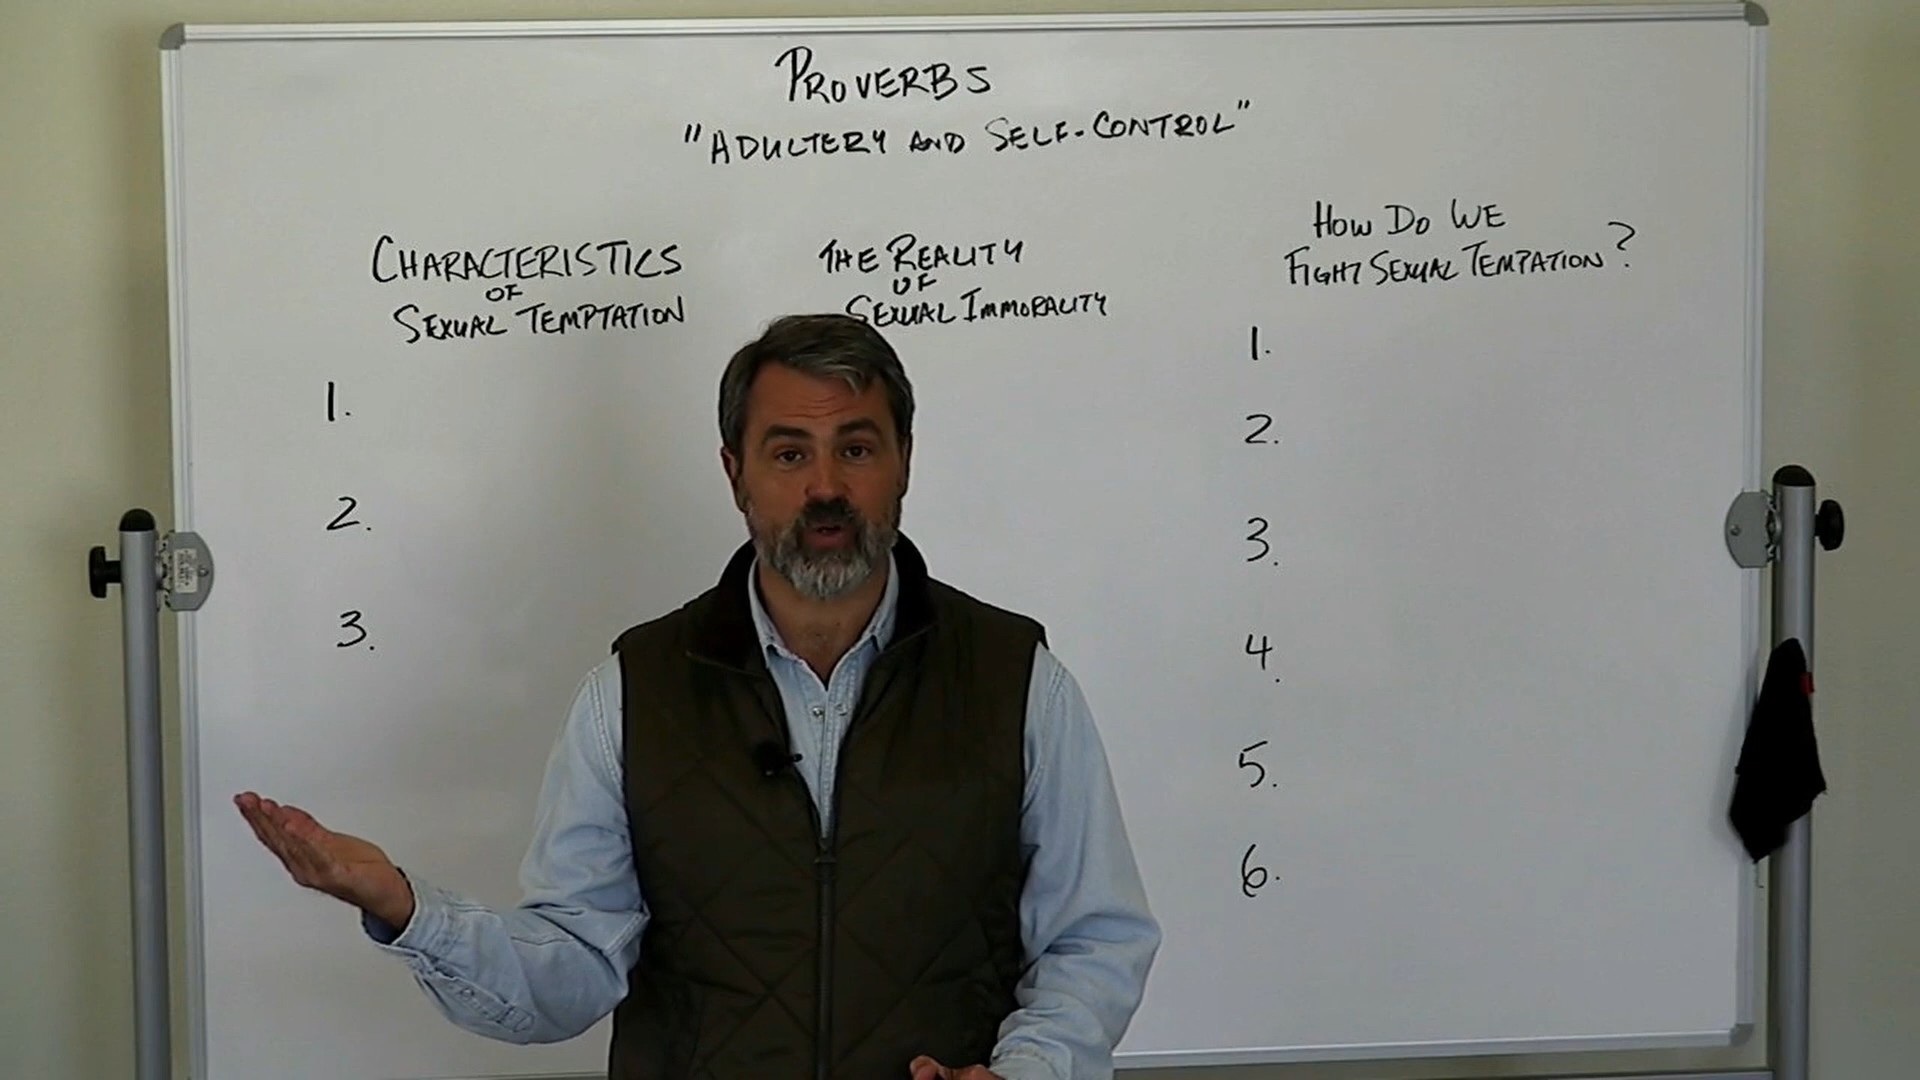 PROVERBS
"ADULTERY AND SELF-CONTROL"
CHARACTERISTICS
OF
SEXUAL TEMPTATION
1.
2.
3.
THE REALITY
OF
SEXUAL IMMORALITY
HOW DO WE
FIGHT SEXUAL TEMPATION?
1.
2.
3.
4.
5.
6.